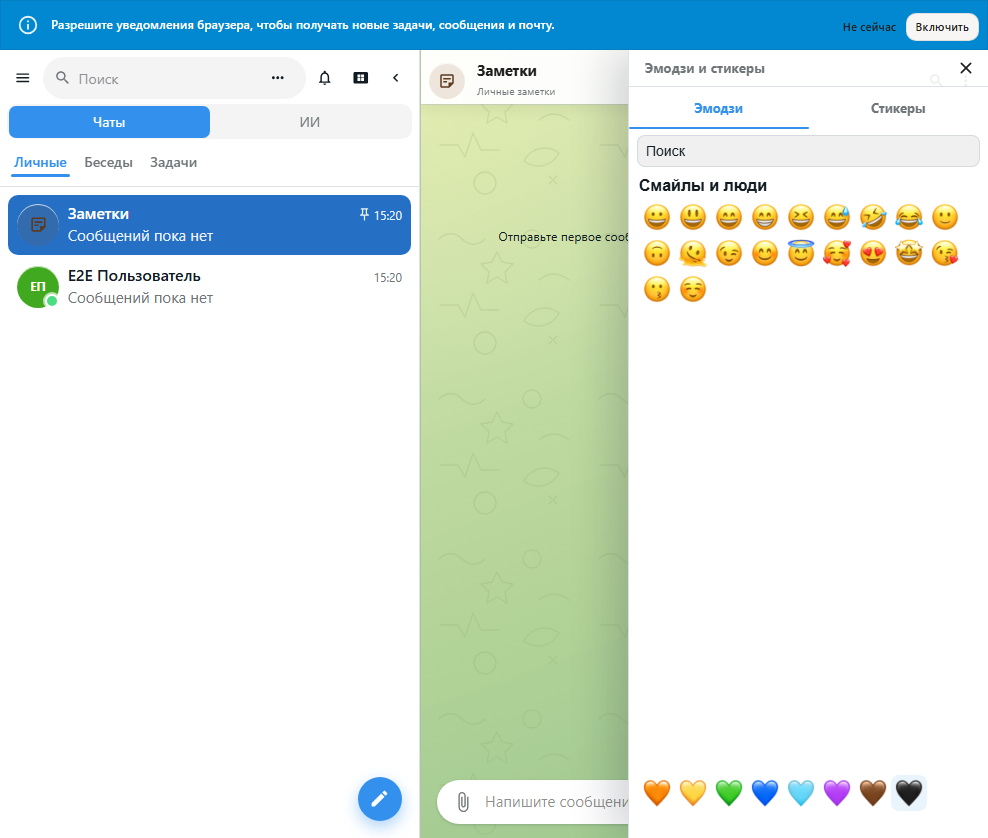 Разрешите уведомления браузера, чтобы получать новые задачи, сообщения и почту.
Не сейчас
Включить
Поиск
Чаты
ИИ
Личные
Беседы
Задачи
Заметки
15:20
Сообщений пока нет
ЕП
E2E Пользователь
15:20
Сообщений пока нет
Заметки
Личные заметки
Отправьте первое сооб
Напишите сообщени
Эмодзи и стикеры
Эмодзи
Стикеры
Поиск
Смайлы и люди